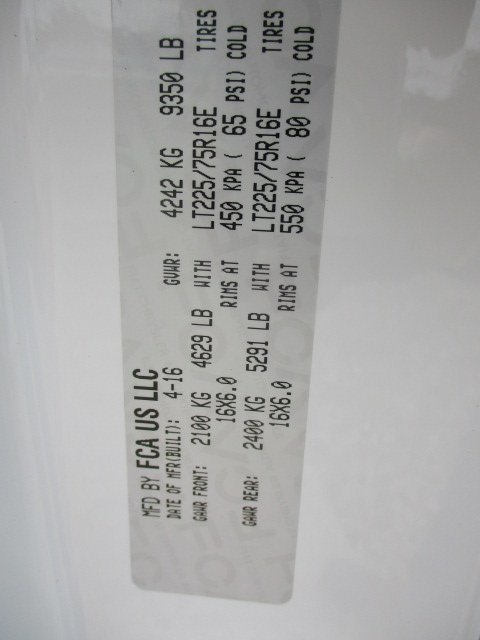 MFD BY FCA US LLC
DATE OF MFR(BUILT): 4-16 GVWR: 4242 KG 9350 LB
GAWR FRONT: 2100 KG 4629 LB WITH LT225/75R16E TIRES
16X6.0 RIMS AT 450 KPA ( 65 PSI) COLD
GAWR REAR: 2400 KG 5291 LB WITH LT225/75R16E TIRES
16X6.0 RIMS AT 550 KPA ( 80 PSI) COLD